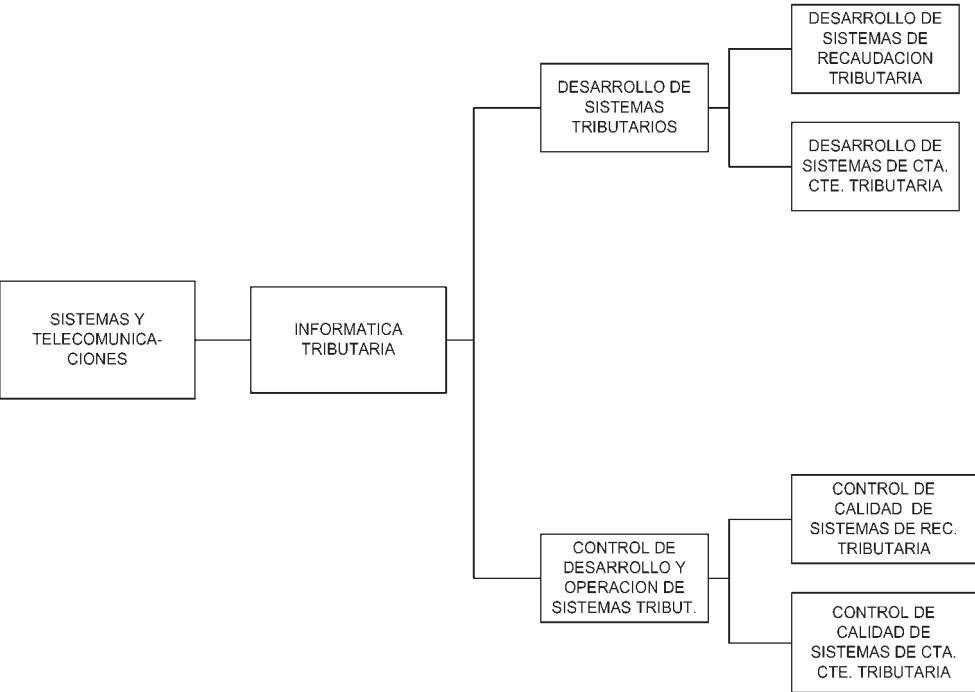 SISTEMAS Y
TELECOMUNICA-
CIONES
INFORMATICA
TRIBUTARIA
DESARROLLO DE
SISTEMAS
TRIBUTARIOS
DESARROLLO DE
SISTEMAS DE
RECAUDACION
TRIBUTARIA
DESARROLLO DE
SISTEMAS DE CTA.
CTE. TRIBUTARIA
CONTROL DE
DESARROLLO Y
OPERACION DE
SISTEMAS TRIBUT.
CONTROL DE
CALIDAD DE
SISTEMAS DE REC.
TRIBUTARIA
CONTROL DE
CALIDAD DE
SISTEMAS DE CTA.
CTE. TRIBUTARIA